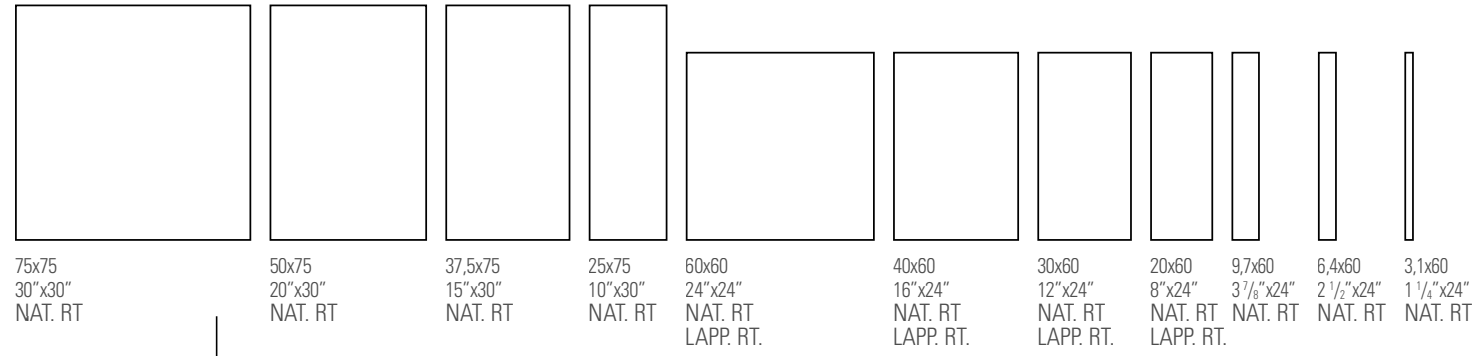 75x75
30"x30"
NAT. RT
50x75
20"x30"
NAT. RT
37,5x75
15"x30"
NAT. RT
25x75
10"x30"
NAT. RT
60x60
24"x24"
NAT. RT
LAPP. RT.
40x60
16"x24"
NAT. RT
LAPP. RT.
30x60
12"x24"
NAT. RT
LAPP. RT.
20x60
8"x24"
NAT. RT
LAPP. RT.
9,7x60
3 7/8"x24"
NAT. RT
6,4x60
2 1/2"x24"
NAT. RT
3,1x60
1 1/4"x24"
NAT. RT